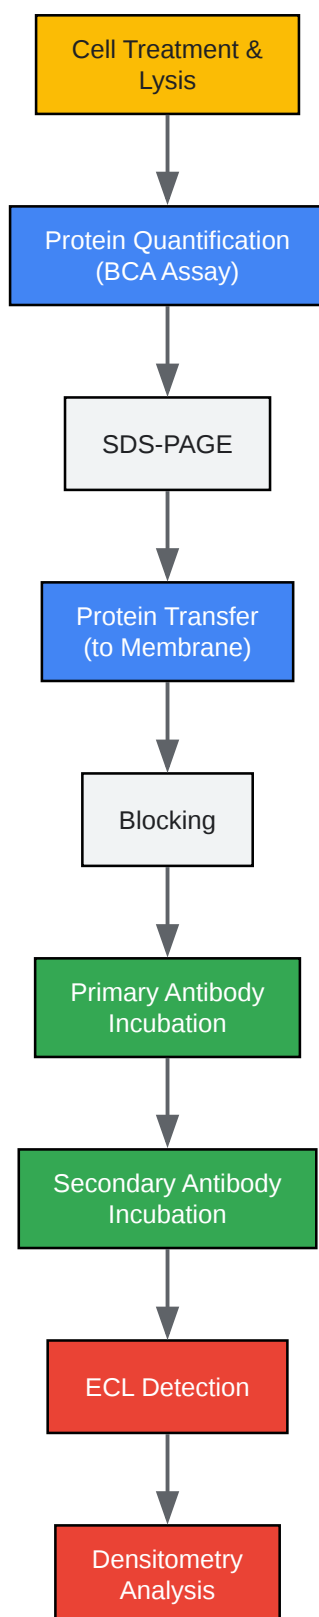 Cell Treatment &
Lysis
Protein Quantification
(BCA Assay)
SDS-PAGE
Protein Transfer
(to Membrane)
Blocking
Primary Antibody
Incubation
Secondary Antibody
Incubation
ECL Detection
Densitometry
Analysis